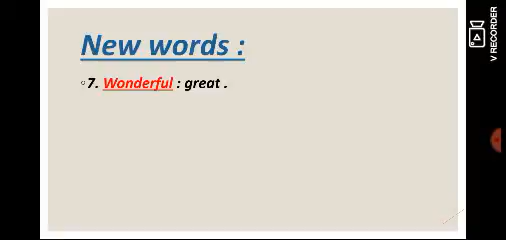 New words :
◦7. Wonderful : great .
V RECORDER